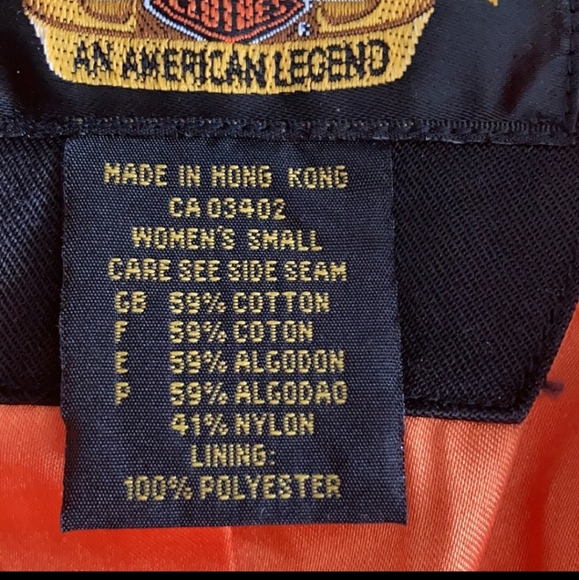 CLOTHES
AN AMERICAN LEGEND
MADE IN HONG KONG
CA 03402
WOMEN'S SMALL
CARE SEE SIDE SEAM
GB 59% COTTON
F 59% COTON
E 59% ALGODON
P 59% ALGODAO
41% NYLON
LINING:
100% POLYESTER